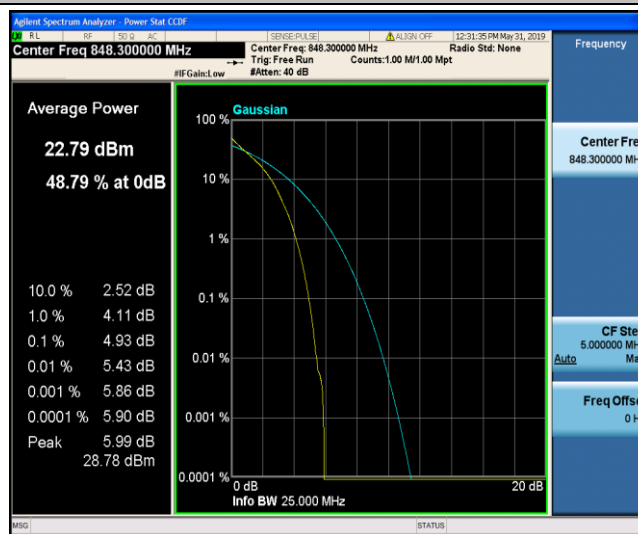 Agilent Spectrum Analyzer - Power Stat CCDF
RL RF 50 Ω AC SENSE:PULSE ALIGN OFF 12:31:35 PM May 31, 2019
Center Freq 848.300000 MHz
Center Freq: 848.300000 MHz Radio Std: None
Trig: Free Run Counts:1.00 M/1.00 Mpt
#IFGain:Low #Atten: 40 dB
Frequency
Center Fre
848.300000 MH
CF Ste
5.000000 MH
Auto Ma
Freq Offse
0 H
Average Power
22.79 dBm
48.79 % at 0dB
10.0 % 2.52 dB
1.0 % 4.11 dB
0.1 % 4.93 dB
0.01 % 5.43 dB
0.001 % 5.86 dB
0.0001 % 5.90 dB
Peak 5.99 dB
28.78 dBm
Gaussian
100 %
10 %
1 %
0.1 %
0.01 %
0.001 %
0.0001 %
0 dB 20 dB
Info BW 25.000 MHz
MSG STATUS